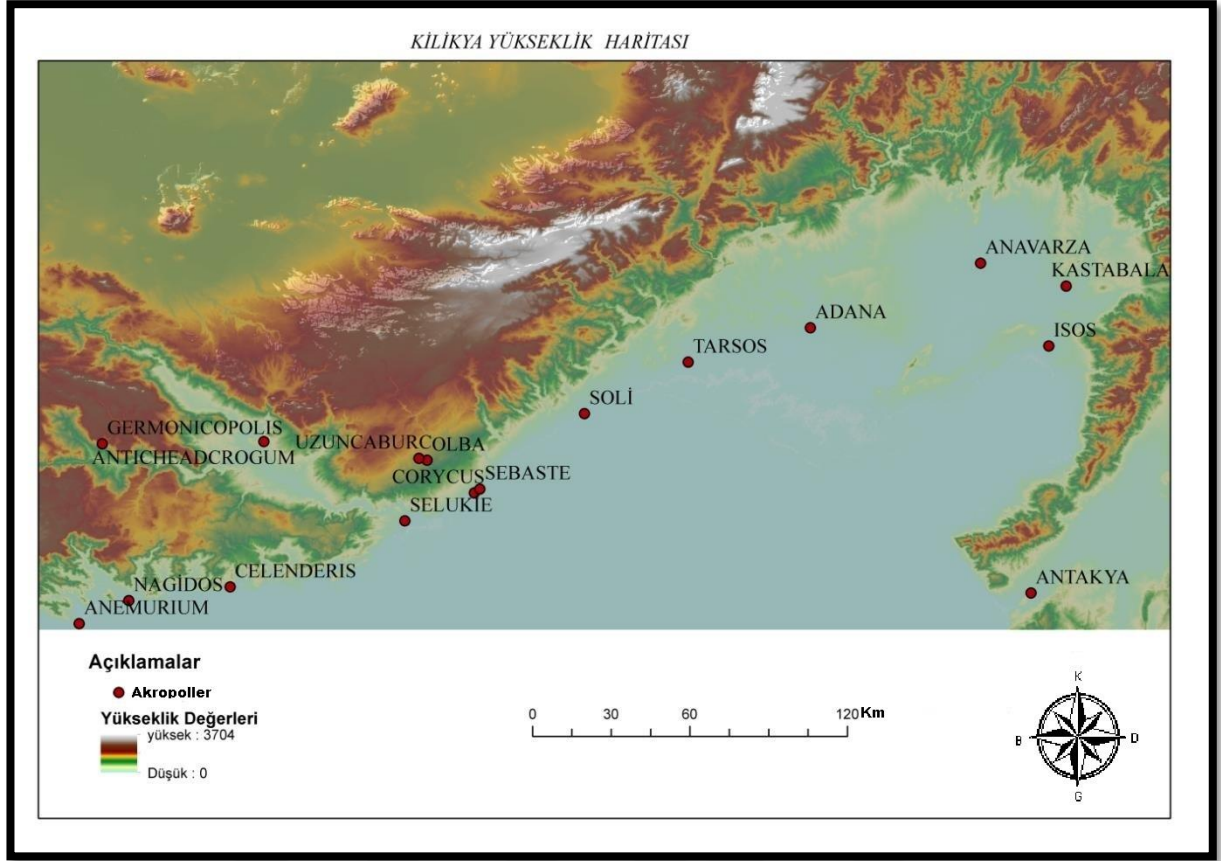 KİLİKYA YÜKSEKLİK HARİTASI
ANAVARZA
KASTABALA
ADANA
ISOS
TARSOS
SOLİ
GERMONICOPOLIS
UZUNCABURC
OLBA
ANTICHEADCROGUM
CORYCUS
SEBASTE
SELUKIE
CELENDERIS
ANTAKYA
NAGİDOS
ANEMURIUM
Açıklamalar
Akropoller
Yükseklik Değerleri
yüksek : 3704
Düşük : 0
0 30 60 120 Km
K
B
D
G